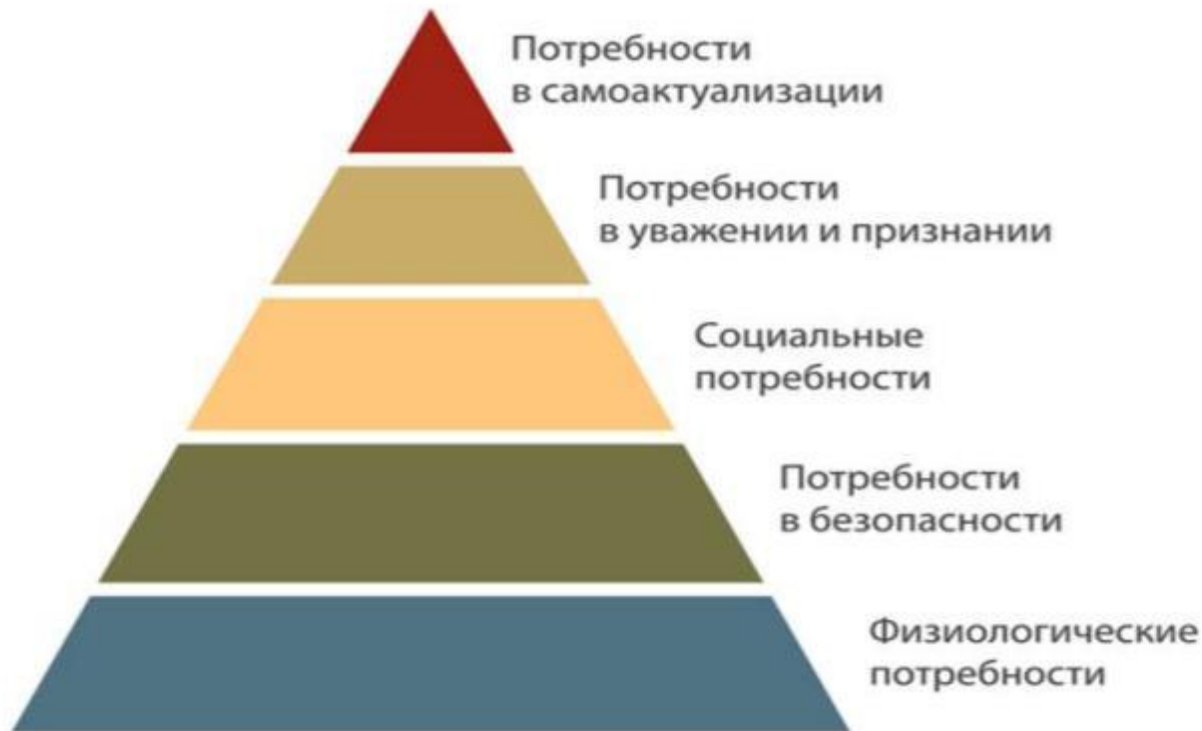 Потребности
в самоактуализации
Потребности
в уважении и признании
Социальные
потребности
Потребности
в безопасности
Физиологические
потребности